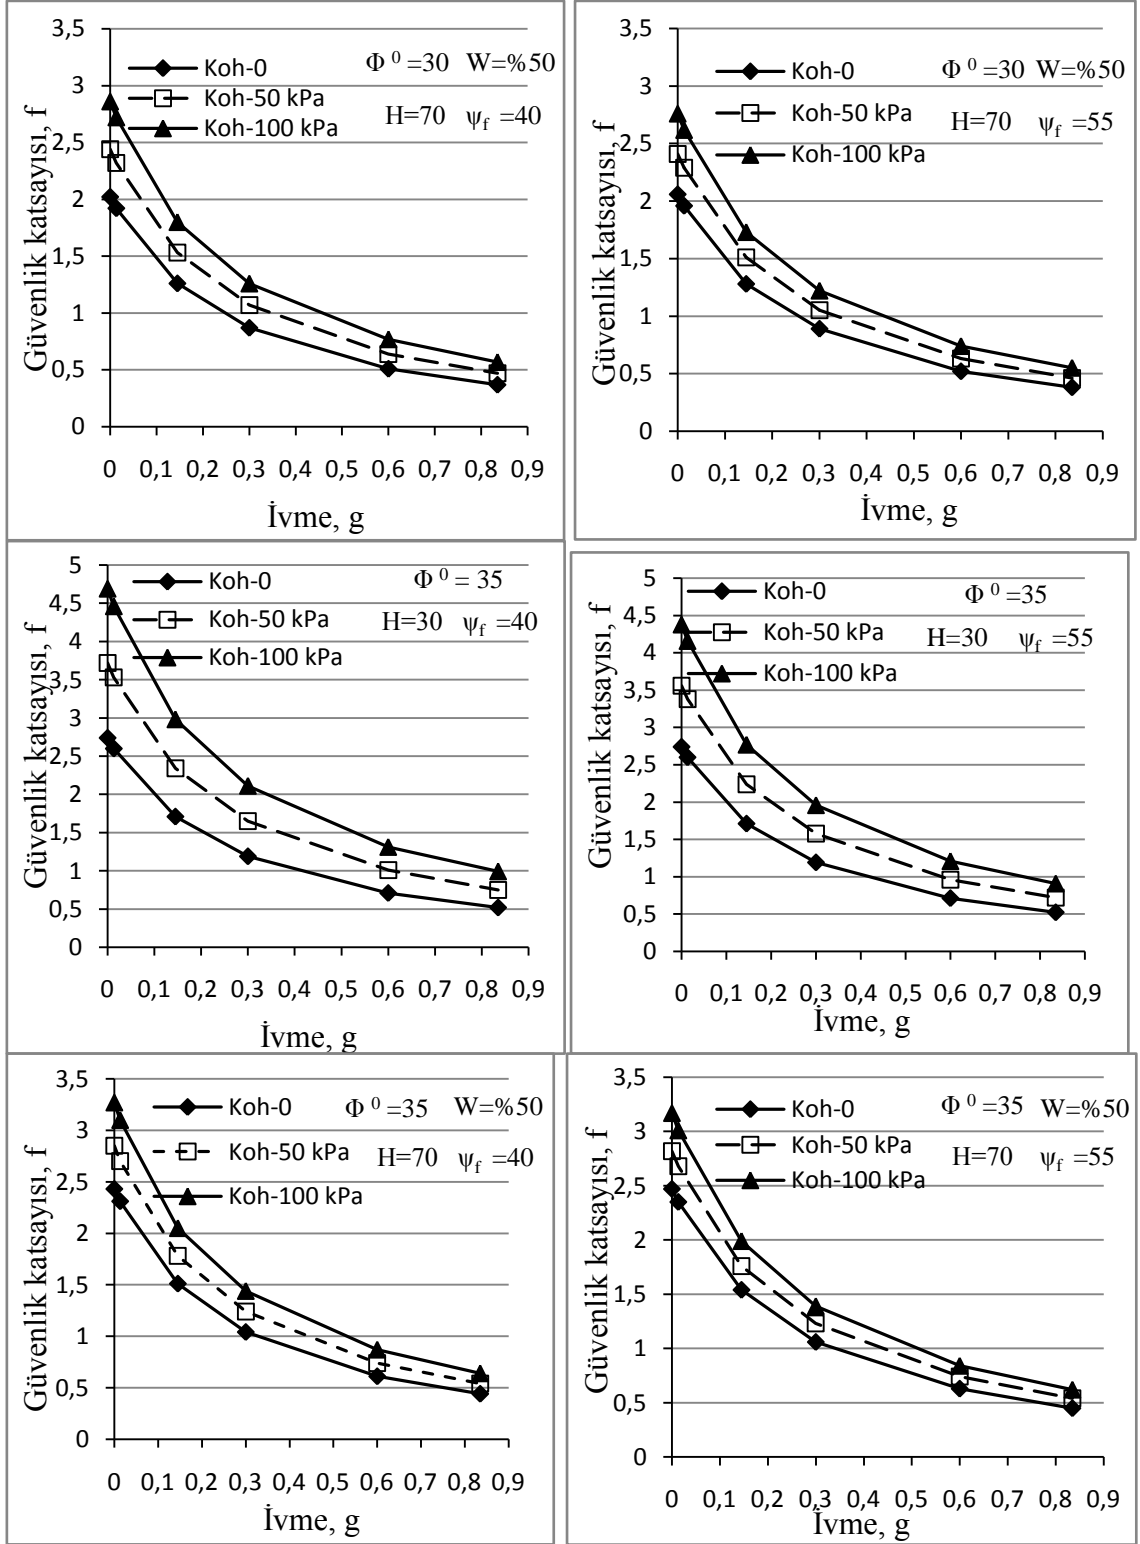 3,5
3
2,5
2
1,5
1
0,5
0
Güvenlik katsayısı, f
Koh-0
Koh-50 kPa
Koh-100 kPa
Φ ⁰ =30 W=%50
H=70 ψf =40
0 0,1 0,2 0,3 0,4 0,5 0,6 0,7 0,8 0,9
İvme, g
3,5
3
2,5
2
1,5
1
0,5
0
Güvenlik katsayısı, f
Koh-0
Koh-50 kPa
Koh-100 kPa
Φ ⁰ =30 W=%50
H=70 ψf =55
0 0,1 0,2 0,3 0,4 0,5 0,6 0,7 0,8 0,9
İvme, g
5
4,5
4
3,5
3
2,5
2
1,5
1
0,5
0
Güvenlik katsayısı, f
Koh-0
Koh-50 kPa
Koh-100 kPa
Φ ⁰ = 35
H=30 ψf =40
0 0,1 0,2 0,3 0,4 0,5 0,6 0,7 0,8 0,9
İvme, g
5
4,5
4
3,5
3
2,5
2
1,5
1
0,5
0
Güvenlik katsayısı, f
Koh-0
Koh-50 kPa
Koh-100 kPa
Φ ⁰ =35
H=30 ψf =55
0 0,1 0,2 0,3 0,4 0,5 0,6 0,7 0,8 0,9
İvme, g
3,5
3
2,5
2
1,5
1
0,5
0
Güvenlik katsayısı, f
Koh-0
Koh-50 kPa
Koh-100 kPa
Φ ⁰ =35 W=%50
H=70 ψf =40
0 0,1 0,2 0,3 0,4 0,5 0,6 0,7 0,8 0,9
İvme, g
3,5
3
2,5
2
1,5
1
0,5
0
Güvenlik katsayısı, f
Koh-0
Koh-50 kPa
Koh-100 kPa
Φ ⁰ =35 W=%50
H=70 ψf =55
0 0,1 0,2 0,3 0,4 0,5 0,6 0,7 0,8 0,9
İvme, g